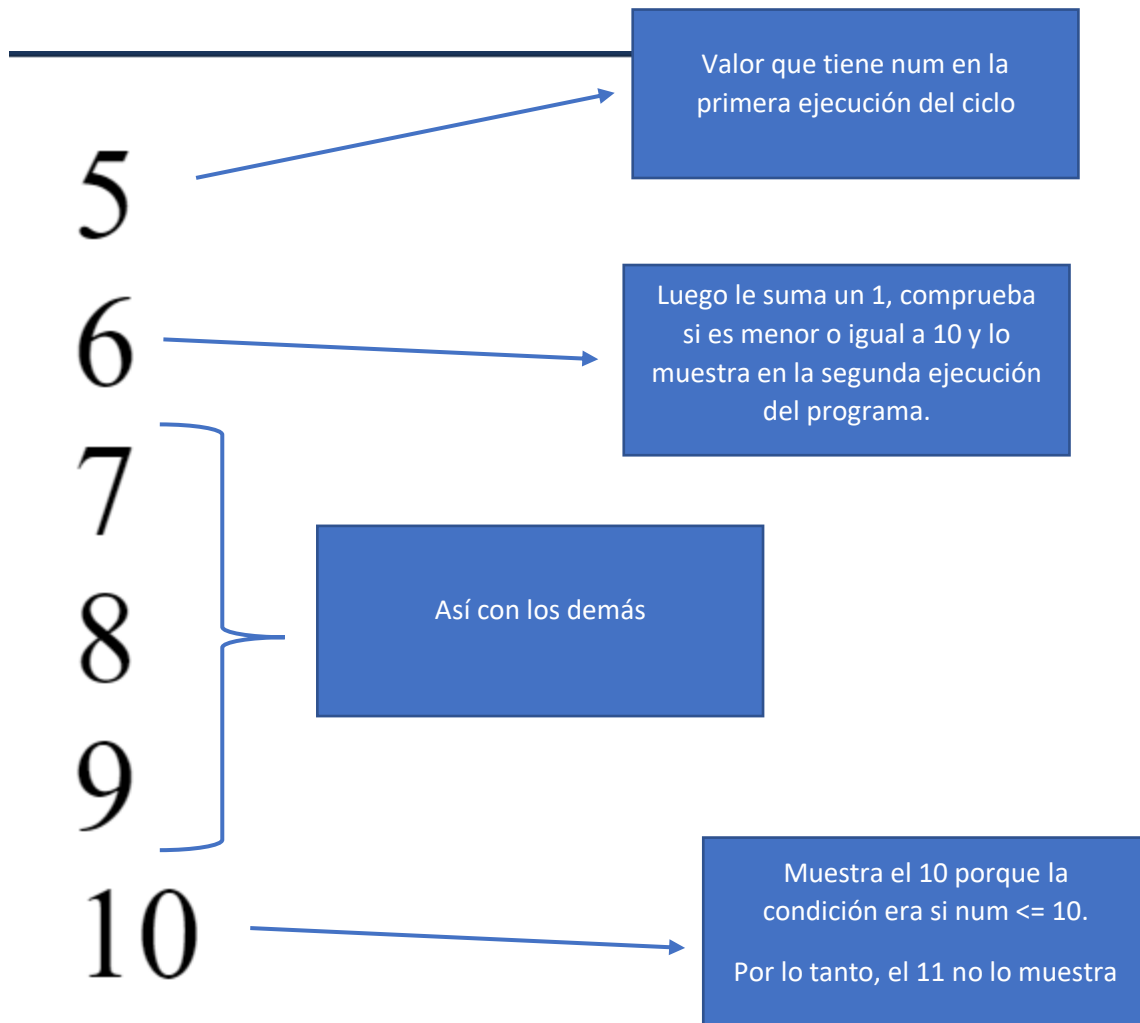 Valor que tiene num en la
primera ejecución del ciclo
5
Luego le suma un 1, comprueba
si es menor o igual a 10 y lo
muestra en la segunda ejecución
del programa.
6
7
8
Así con los demás
9
10
Muestra el 10 porque la
condición era si num <= 10.
Por lo tanto, el 11 no lo muestra